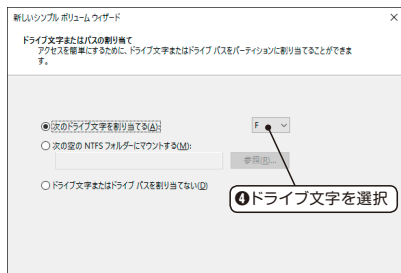 新しいシンプル ボリューム ウィザード
ドライブ文字またはパスの割り当て
アクセスを簡単にするために、ドライブ文字またはドライブ パスをパーティションに割り当てることができま
す。
次のドライブ文字を割り当てる(A): F
次の空の NTFS フォルダーにマウントする(M):
参照(R)...
ドライブ文字またはドライブ パスを割り当てない(D)
❹ドライブ文字を選択